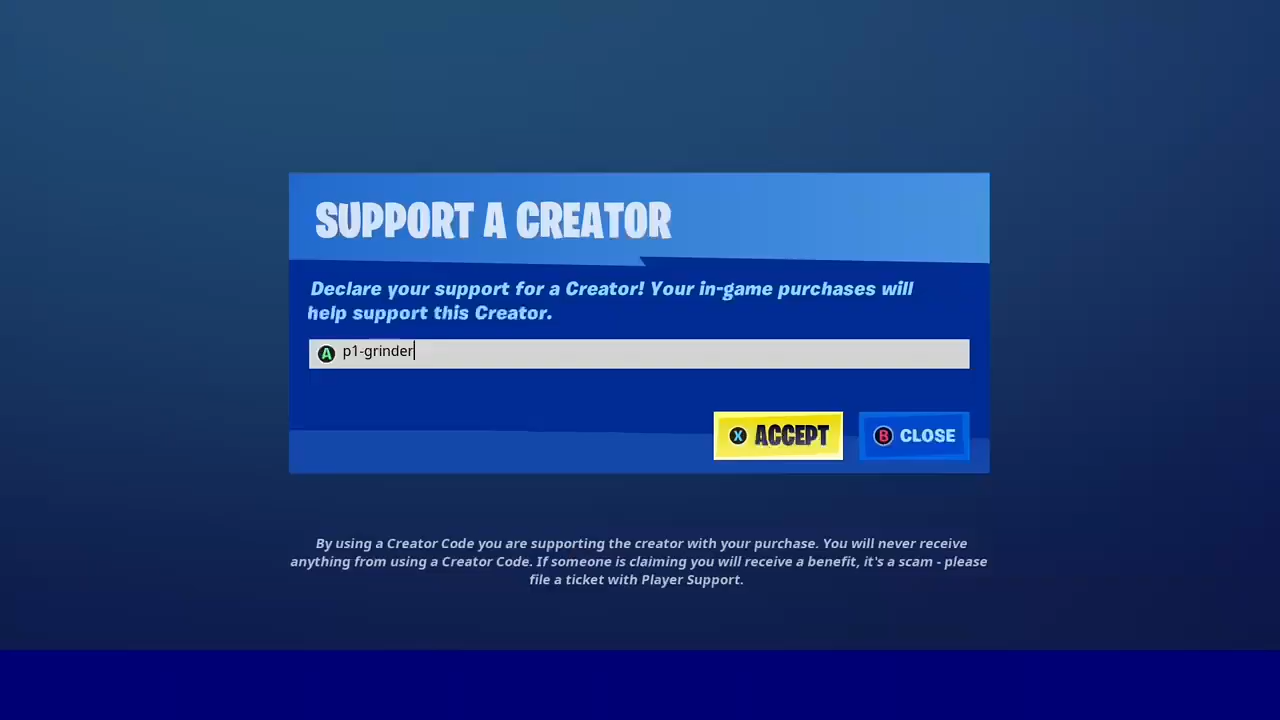 SUPPORT A CREATOR
Declare your support for a Creator! Your in-game purchases will
help support this Creator.
A p1-grinder
X ACCEPT B CLOSE
By using a Creator Code you are supporting the creator with your purchase. You will never receive
anything from using a Creator Code. If someone is claiming you will receive a benefit, it's a scam - please
file a ticket with Player Support.